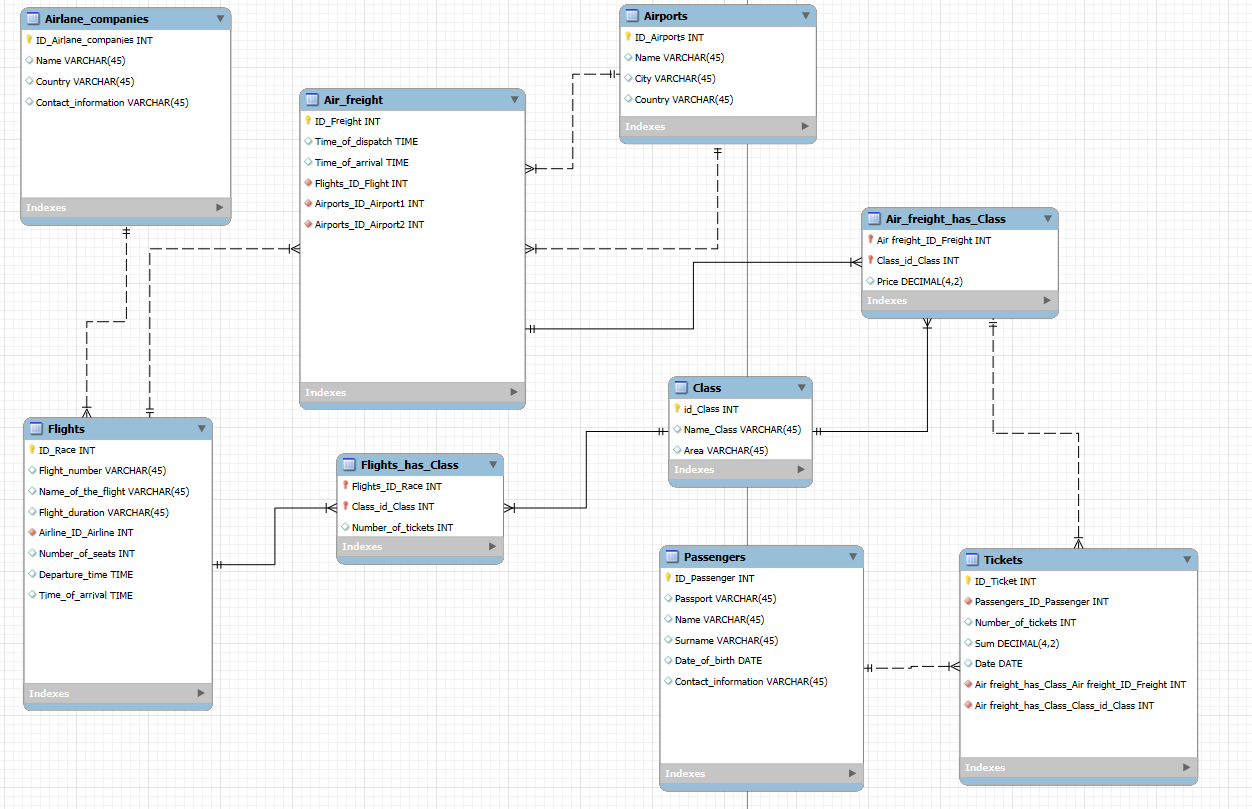 Airlane_companies
ID_Airlane_companies INT
Name VARCHAR(45)
Country VARCHAR(45)
Contact_information VARCHAR(45)
Indexes
Airports
ID_Airports INT
Name VARCHAR(45)
City VARCHAR(45)
Country VARCHAR(45)
Indexes
Air_freight
ID_Freight INT
Time_of_dispatch TIME
Time_of_arrival TIME
Flights_ID_Flight INT
Airports_ID_Airport1 INT
Airports_ID_Airport2 INT
Indexes
Air_freight_has_Class
Air freight_ID_Freight INT
Class_id_Class INT
Price DECIMAL(4,2)
Indexes
Class
id_Class INT
Name_Class VARCHAR(45)
Area VARCHAR(45)
Indexes
Flights
ID_Race INT
Flight_number VARCHAR(45)
Name_of_the_flight VARCHAR(45)
Flight_duration VARCHAR(45)
Airline_ID_Airline INT
Number_of_seats INT
Departure_time TIME
Time_of_arrival TIME
Indexes
Flights_has_Class
Flights_ID_Race INT
Class_id_Class INT
Number_of_tickets INT
Indexes
Passengers
ID_Passenger INT
Passport VARCHAR(45)
Name VARCHAR(45)
Surname VARCHAR(45)
Date_of_birth DATE
Contact_information VARCHAR(45)
Indexes
Tickets
ID_Ticket INT
Passengers_ID_Passenger INT
Number_of_tickets INT
Sum DECIMAL(4,2)
Date DATE
Air freight_has_Class_Air freight_ID_Freight INT
Air freight_has_Class_Class_id_Class INT
Indexes